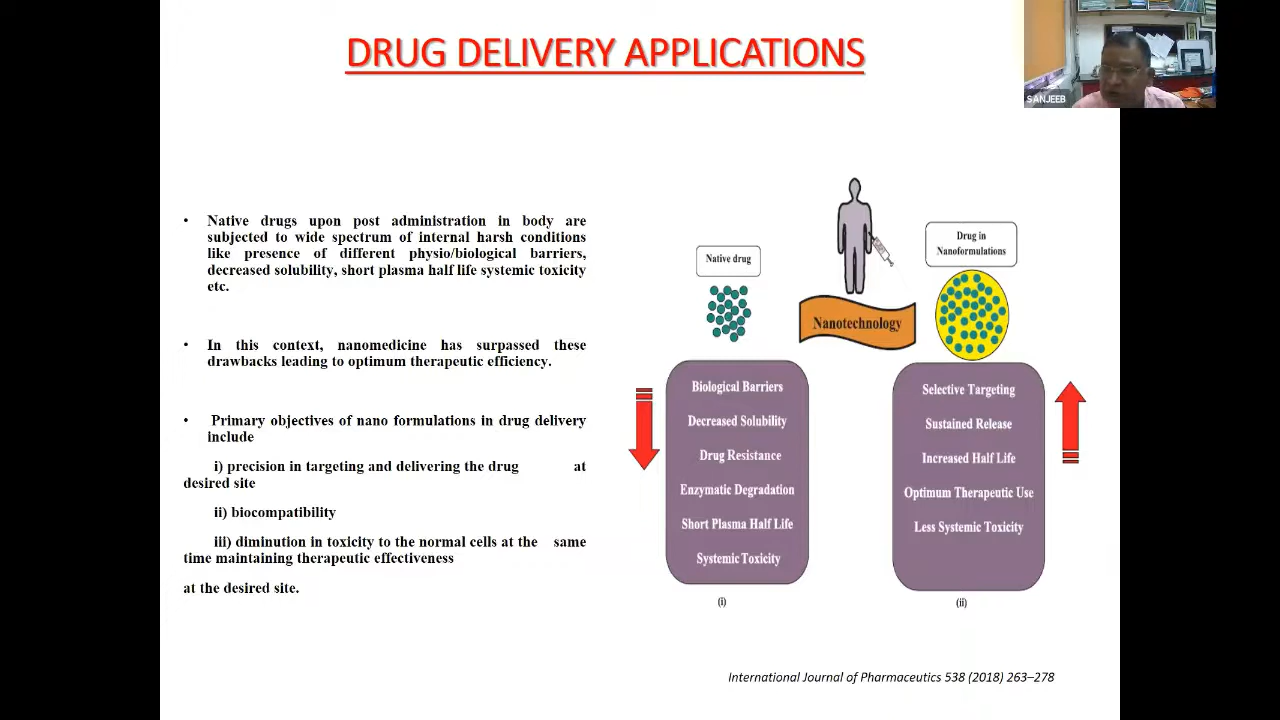 DRUG DELIVERY APPLICATIONS
SANJEEB
• Native drugs upon post administration in body are
subjected to wide spectrum of internal harsh conditions
like presence of different physio/biological barriers,
decreased solubility, short plasma half life systemic toxicity
etc.
• In this context, nanomedicine has surpassed these
drawbacks leading to optimum therapeutic efficiency.
• Primary objectives of nano formulations in drug delivery
include
i) precision in targeting and delivering the drug at
desired site
ii) biocompatibility
iii) diminution in toxicity to the normal cells at the same
time maintaining therapeutic effectiveness
at the desired site.
Native drug
Drug in
Nanoformulations
Nanotechnology
Biological Barriers
Decreased Solubility
Drug Resistance
Enzymatic Degradation
Short Plasma Half Life
Systemic Toxicity
(i)
Selective Targeting
Sustained Release
Increased Half Life
Optimum Therapeutic Use
Less Systemic Toxicity
(ii)
International Journal of Pharmaceutics 538 (2018) 263–278